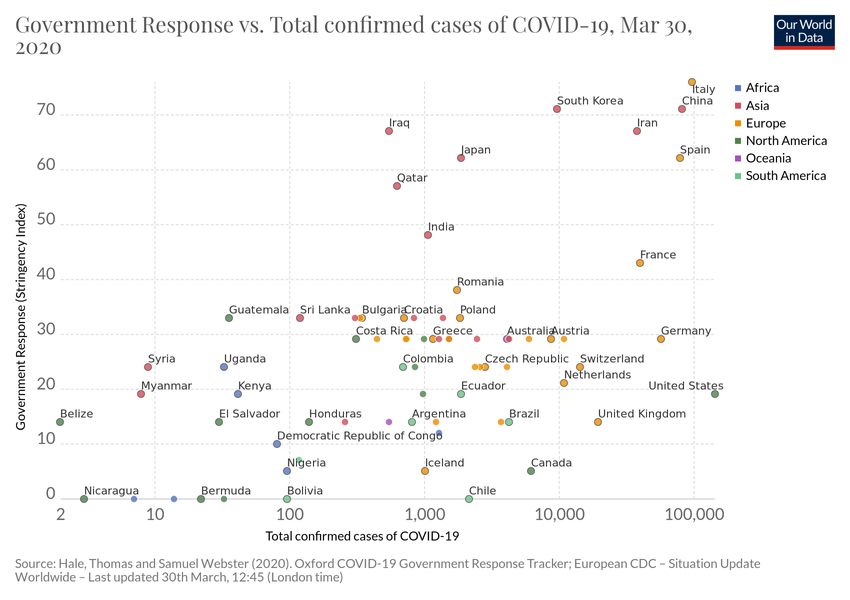 Government Response vs. Total confirmed cases of COVID-19, Mar 30,
2020
Our World
in Data
Africa
Asia
Europe
North America
Oceania
South America
Government Response (Stringency Index)
70
60
50
40
30
20
10
0
Italy
South Korea
China
Iraq
Iran
Japan
Spain
Qatar
India
France
Romania
Guatemala
Sri Lanka
Bulgaria
Croatia
Poland
Costa Rica
Greece
Australia
Austria
Germany
Syria
Uganda
Colombia
Czech Republic
Switzerland
Netherlands
Myanmar
Kenya
Ecuador
United States
Belize
El Salvador
Honduras
Argentina
Brazil
United Kingdom
Democratic Republic of Congo
Nigeria
Iceland
Canada
Nicaragua
Bermuda
Bolivia
Chile
2
10
100
1,000
10,000
100,000
Total confirmed cases of COVID-19
Source: Hale, Thomas and Samuel Webster (2020). Oxford COVID-19 Government Response Tracker; European CDC – Situation Update
Worldwide – Last updated 30th March, 12:45 (London time)